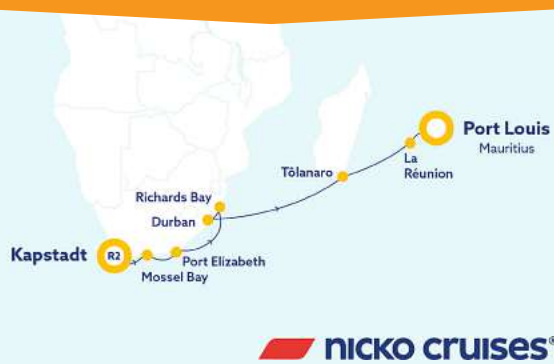 Port Louis
Mauritius
La
Réunion
Tôlanaro
Richards Bay
Durban
Kapstadt
R2
Port Elizabeth
Mossel Bay
nicko cruises®